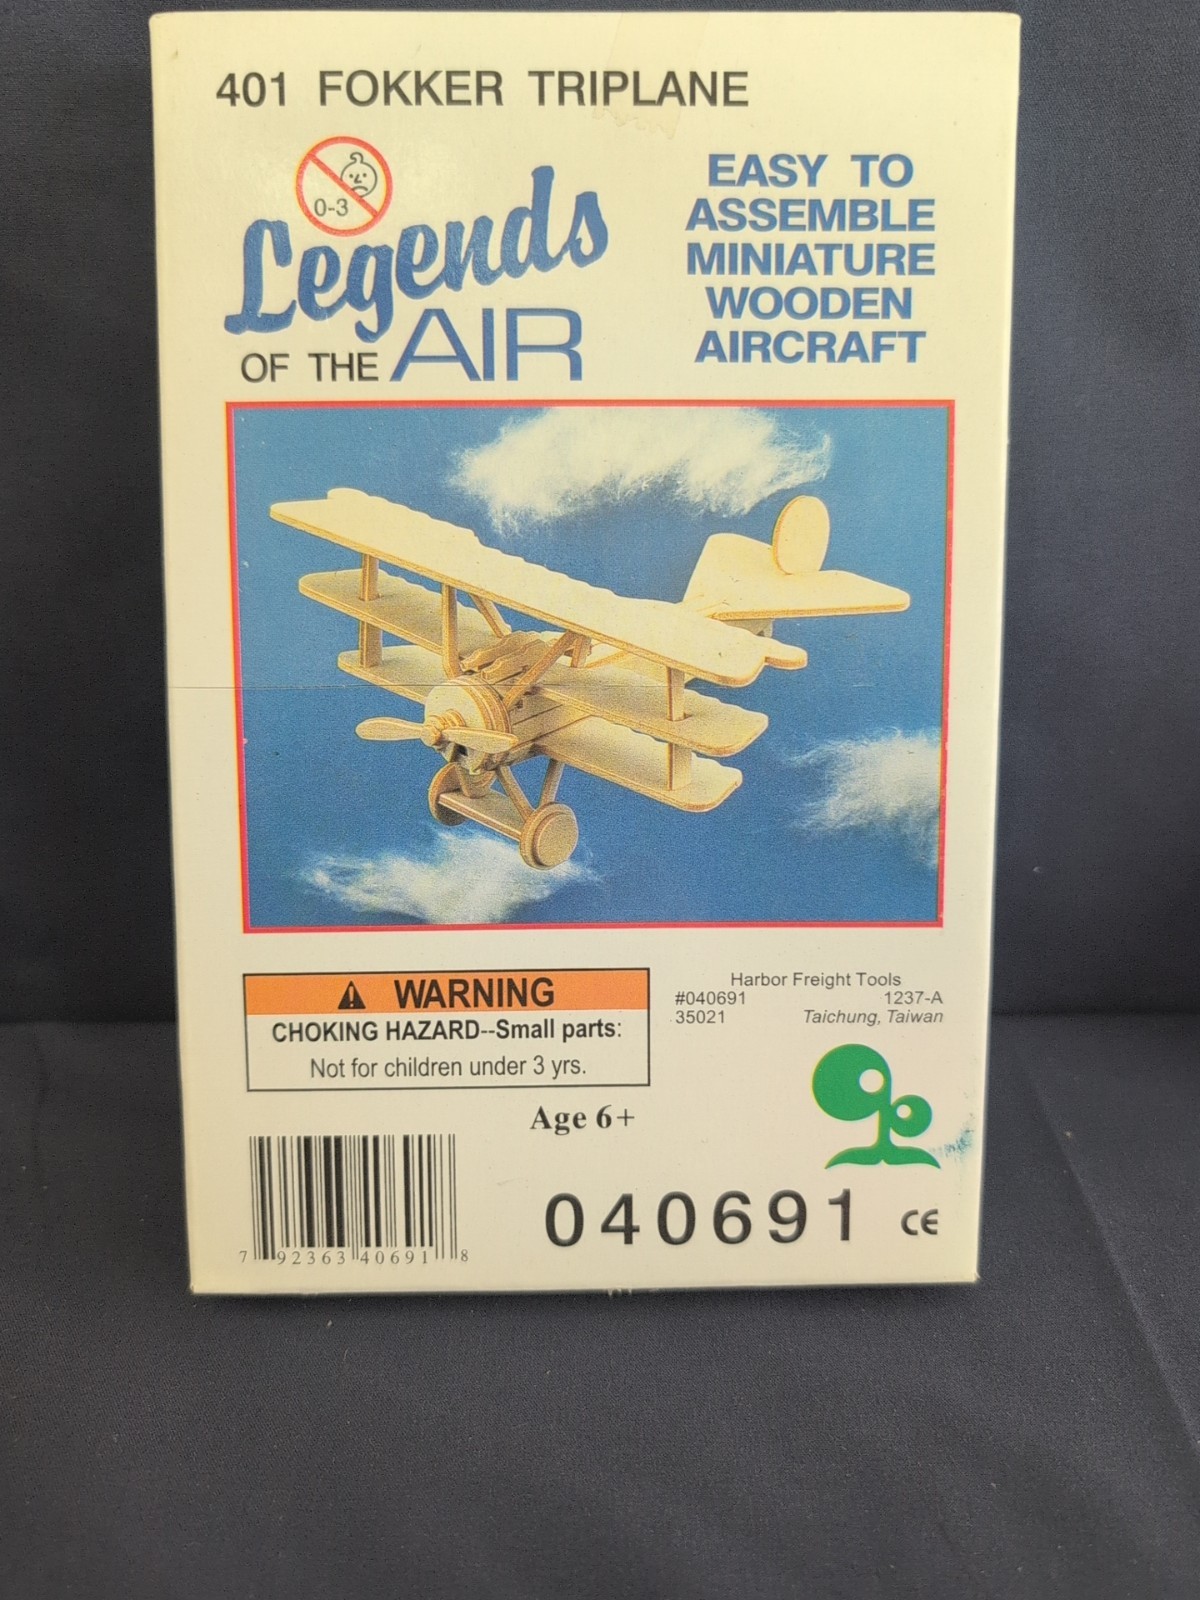 401 FOKKER TRIPLANE
0-3
Legends
OF THE AIR
EASY TO
ASSEMBLE
MINIATURE
WOODEN
AIRCRAFT
WARNING
CHOKING HAZARD--Small parts:
Not for children under 3 yrs.
Harbor Freight Tools
#040691 1237-A
35021 Taichung, Taiwan
Age 6+
7 92363 40691 8
040691 CE